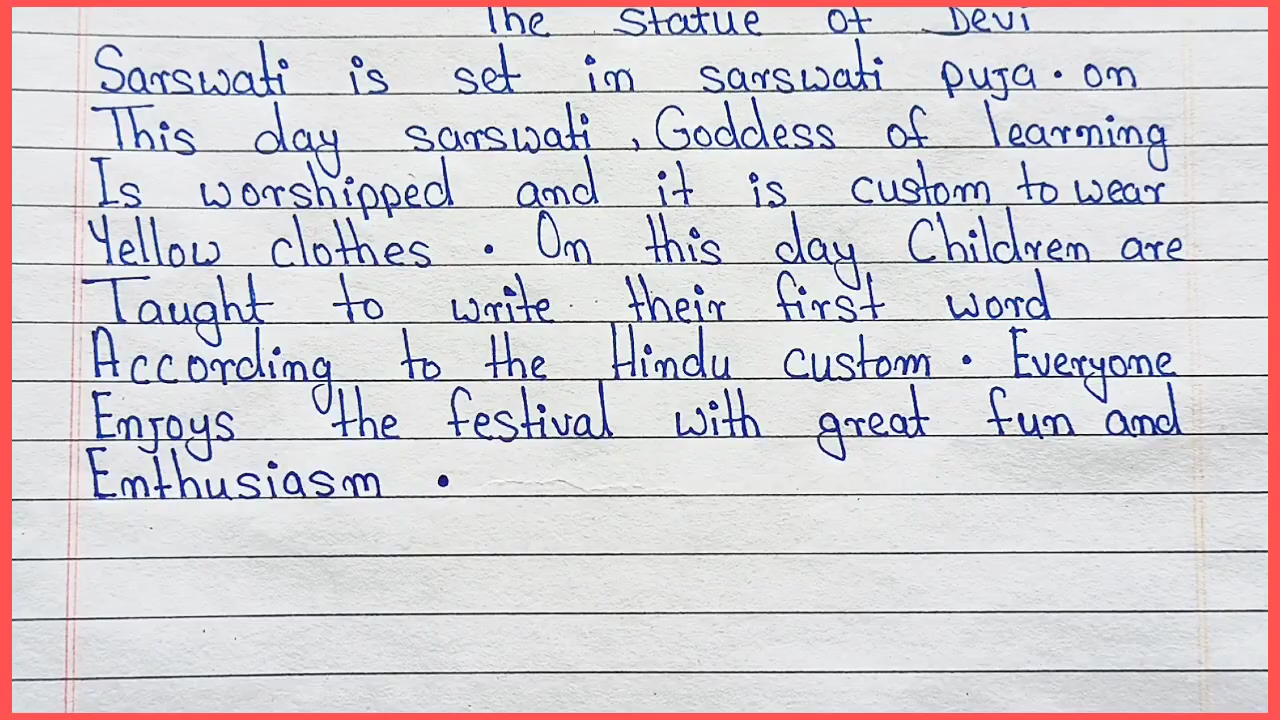 The Statue of Devi
Sarswati is set in sarswati puja. on
This day sarswati, Goddess of learning
Is worshipped and it is custom to wear
Yellow clothes. On this day Children are
Taught to write their first word
According to the Hindu custom. Everyone
Enjoys the festival with great fun and
Enthusiasm.